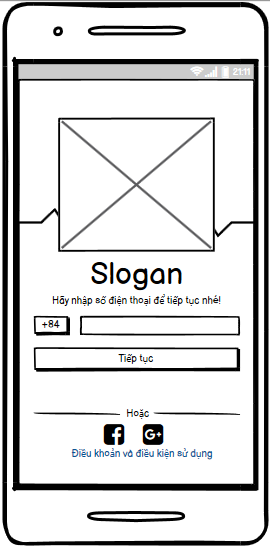 21:11
Slogan
Hãy nhập số điện thoại để tiếp tục nhé!
+84
Tiếp tục
Hoặc
G+
Điều khoản và điều kiện sử dụng